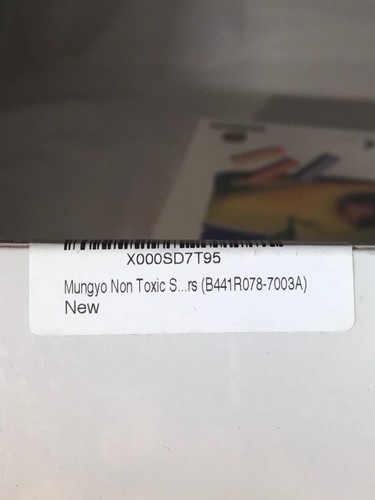 X000SD7T95
Mungyo Non Toxic S...rs (B441R078-7003A)
New